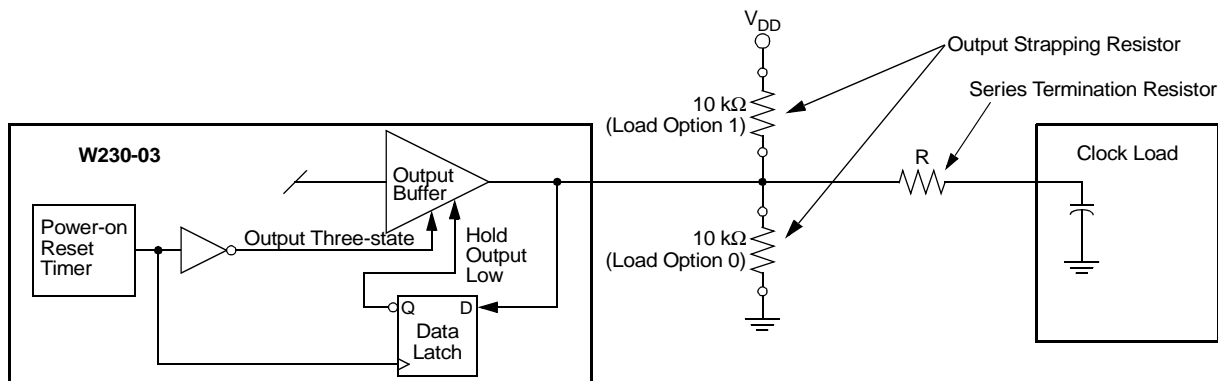 V_DD
Output Strapping Resistor
Series Termination Resistor
10 kΩ
(Load Option 1)
W230-03
Clock Load
R
Output
Buffer
Power-on
Reset
Timer
Output Three-state
Hold
Output
Low
10 kΩ
(Load Option 0)
Q
D
Data
Latch